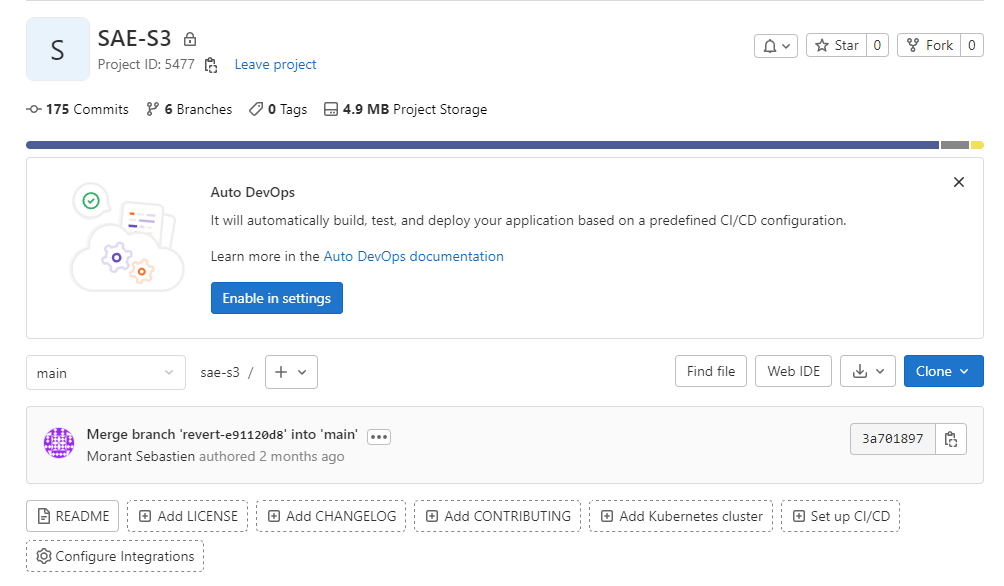 S
SAE-S3
Project ID: 5477 Leave project
Star 0 Fork 0
175 Commits 6 Branches 0 Tags 4.9 MB Project Storage
Auto DevOps
It will automatically build, test, and deploy your application based on a predefined CI/CD configuration.
Learn more in the Auto DevOps documentation
Enable in settings
main sae-s3 / + Find file Web IDE Clone
Merge branch 'revert-e91120d8' into 'main'
Morant Sebastien authored 2 months ago
3a701897
README Add LICENSE Add CHANGELOG Add CONTRIBUTING Add Kubernetes cluster Set up CI/CD
Configure Integrations